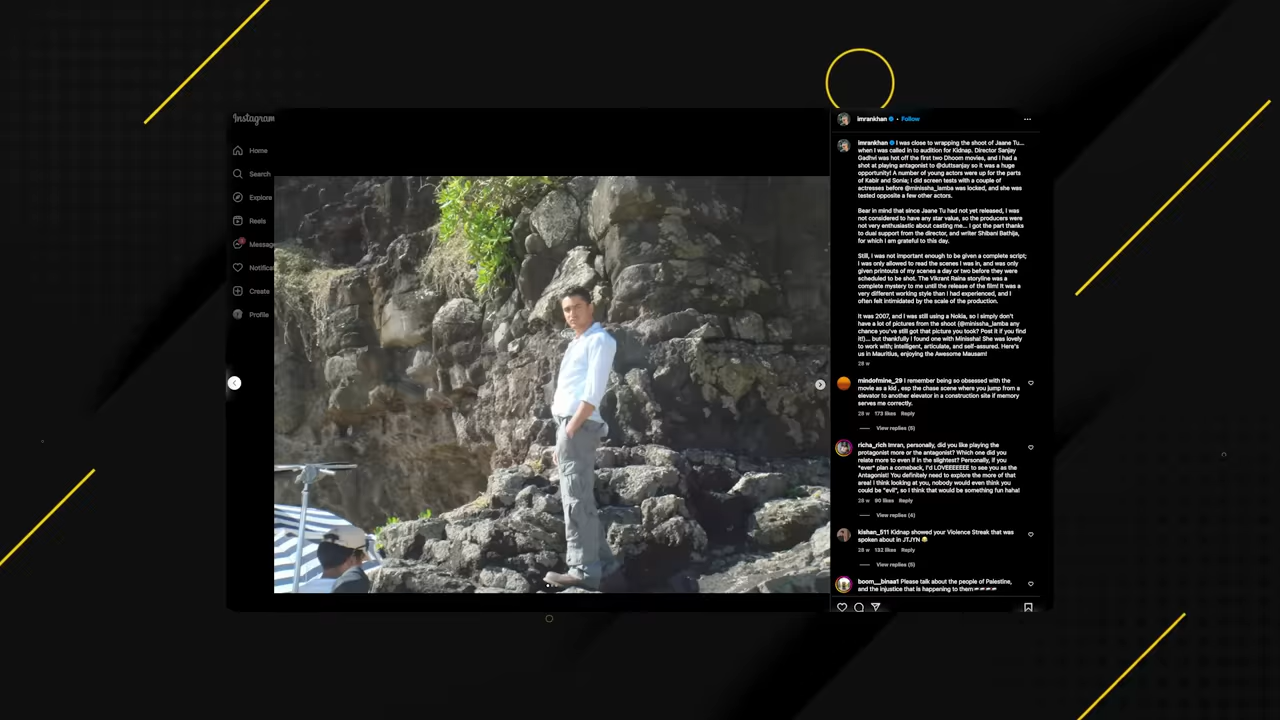 Instagram
Home
Search
Explore
Reels
Message
Notifica
Create
Profile
imrankhan • Follow
imrankhan I was close to wrapping the shoot of Jaane Tu...
when I was called in to audition for Kidnap. Director Sanjay
Gadhvi was hot off the first two Dhoom movies, and I had a
shot at playing antagonist to @duttsanjay so it was a huge
opportunity! A number of young actors were up for the parts
of Kabir and Sonia; I did screen tests with a couple of
actresses before @minissha_lamba was locked, and she was
tested opposite a few other actors.
Bear in mind that since Jaane Tu had not yet released, I was
not considered to have any star value, so the producers were
not very enthusiastic about casting me... I got the part thanks
to dual support from the director, and writer Shibani Bathija,
for which I am grateful to this day.
Still, I was not important enough to be given a complete script;
I was only allowed to read the scenes I was in, and was only
given printouts of my scenes a day or two before they were
scheduled to be shot. The Vikrant Raina storyline was a
complete mystery to me until the release of the film! It was a
very different working style than I had experienced, and I
often felt intimidated by the scale of the production.
It was 2007, and I was still using a Nokia, so I simply don't
have a lot of pictures from the shoot (@minissha_lamba any
chance you've still got that picture you took? Post it if you find
it!)... but thankfully I found one with Minissha! She was lovely
to work with; intelligent, articulate, and self-assured. Here's
us in Mauritius, enjoying the Awesome Mausam!
28 w
mindofmine_29 I remember being so obsessed with the
movie as a kid , esp the chase scene where you jump from a
elevator to another elevator in a construction site if memory
serves me correctly.
28 w 173 likes Reply
View replies (5)
richa_rich Imran, personally, did you like playing the
protagonist more or the antagonist? Which one did you
relate more to even if in the slightest? Personally, if you
*ever* plan a comeback, I'd LOVEEEEEEE to see you as the
Antagonist! You definitely need to explore the more of that
area! I think looking at you, nobody would even think you
could be "evil", so I think that would be something fun haha!
28 w 90 likes Reply
View replies (4)
kishan_511 Kidnap showed your Violence Streak that was
spoken about in JTJYN 😂
28 w 132 likes Reply
View replies (5)
boom__binaa1 Please talk about the people of Palestine,
and the injustice that is happening to them